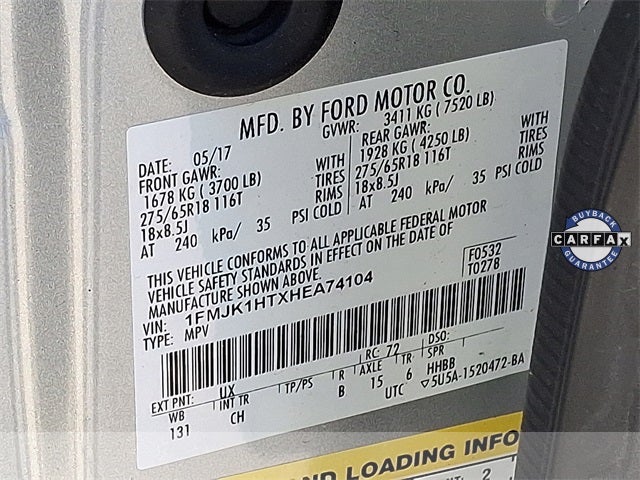 MFD. BY FORD MOTOR CO.
DATE: 05/17
GVWR: 3411 KG ( 7520 LB)
FRONT GAWR:
1678 KG ( 3700 LB) WITH
275/65R18 116T TIRES
18x8.5J RIMS
AT 240 kPa/ 35 PSI COLD
REAR GAWR:
1928 KG ( 4250 LB) WITH
275/65R18 116T TIRES
18x8.5J RIMS
AT 240 kPa/ 35 PSI COLD
THIS VEHICLE CONFORMS TO ALL APPLICABLE FEDERAL MOTOR
VEHICLE SAFETY STANDARDS IN EFFECT ON THE DATE OF
MANUFACTURE SHOWN ABOVE.
VIN: 1FMJK1HTXHEA74104
TYPE: MPV
F0532
T0278
EXT PNT: UX RC: 72 DSO:
WB INT TR TP/PS R AXLE TR SPR
131 CH B 15 6 HHBB
UTC ▽5U5A-1520472-BA
AND LOADING INFO
2
BUYBACK
CARFAX
GUARANTEE